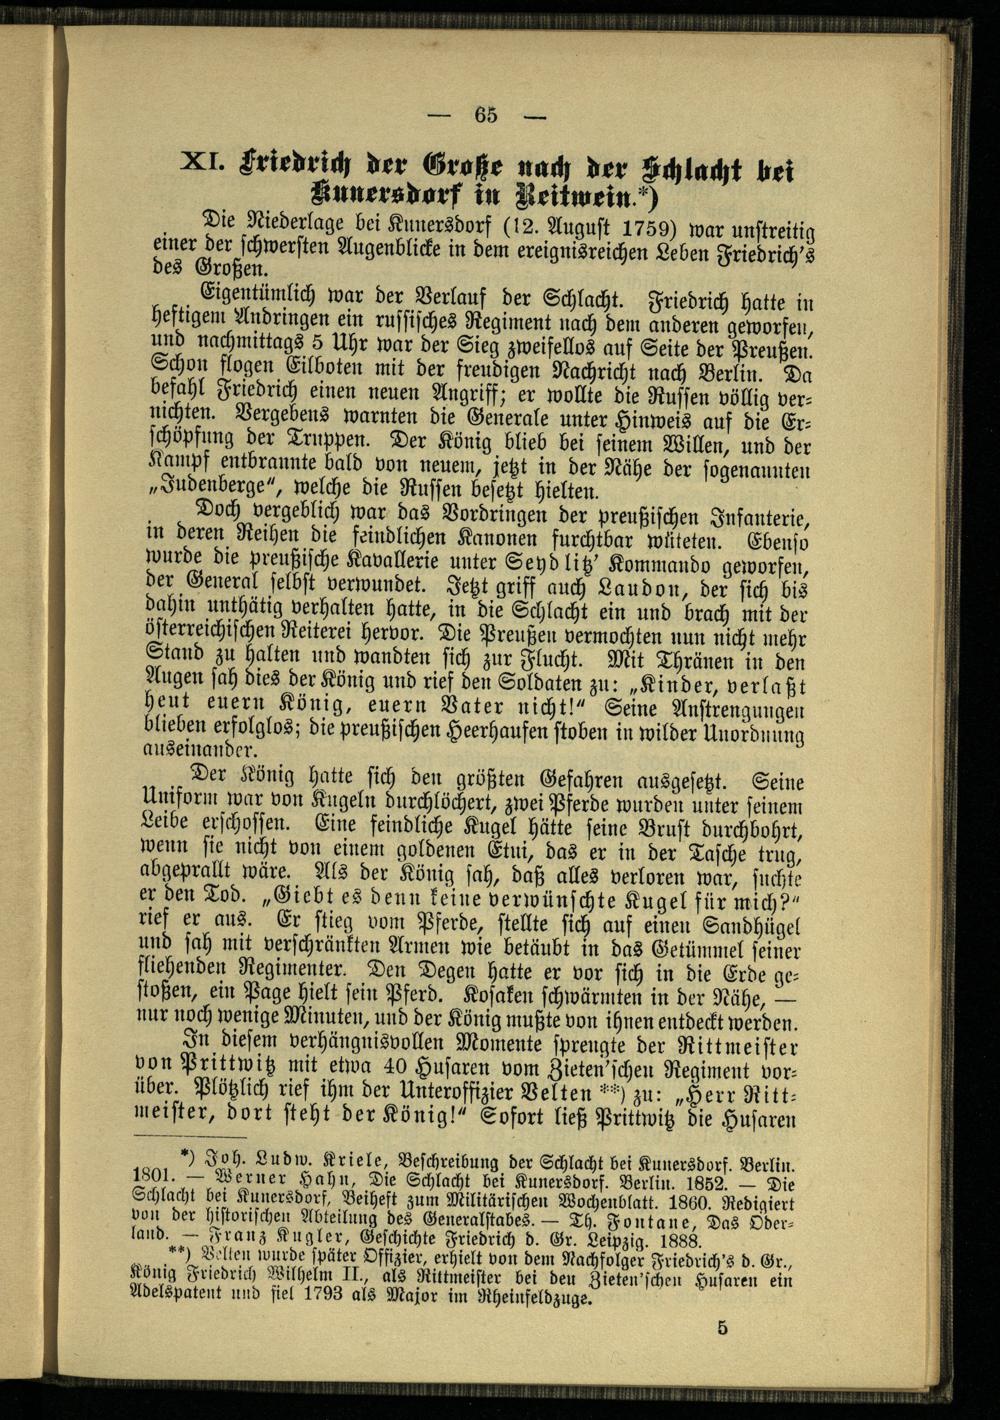 — 65 —
XI. Friedrich der Große nach der Schlacht bei
Kunersdorf in Reitwein.*)
Die Niederlage bei Kunersdorf (12. August 1759) war unstreitig
einer der schwersten Augenblicke in dem ereignisreichen Leben Friedrich's
des Großen.
Eigentümlich war der Verlauf der Schlacht. Friedrich hatte in
heftigem Andringen ein russisches Regiment nach dem anderen geworfen,
und nachmittags 5 Uhr war der Sieg zweifellos auf Seite der Preußen.
Schon flogen Eilboten mit der freudigen Nachricht nach Berlin. Da
befahl Friedrich einen neuen Angriff; er wollte die Russen völlig ver-
nichten. Vergebens warnten die Generale unter Hinweis auf die Er-
schöpfung der Truppen. Der König blieb bei seinem Willen, und der
Kampf entbrannte bald von neuem, jetzt in der Nähe der sogenannten
„Judenberge“, welche die Russen besetzt hielten.
Doch vergeblich war das Vordringen der preußischen Infanterie,
in deren Reihen die feindlichen Kanonen furchtbar wüteten. Ebenso
wurde die preußische Kavallerie unter Seydlitz' Kommando geworfen,
der General selbst verwundet. Jetzt griff auch Laudon, der sich bis
dahin unthätig verhalten hatte, in die Schlacht ein und brach mit der
österreichischen Reiterei hervor. Die Preußen vermochten nun nicht mehr
Stand zu halten und wandten sich zur Flucht. Mit Thränen in den
Augen sah dies der König und rief den Soldaten zu: „Kinder, verlaßt
heut euern König, euern Vater nicht!“ Seine Anstrengungen
blieben erfolglos; die preußischen Heerhaufen stoben in wilder Unordnung
auseinander.
Der König hatte sich den größten Gefahren ausgesetzt. Seine
Uniform war von Kugeln durchlöchert, zwei Pferde wurden unter seinem
Leibe erschossen. Eine feindliche Kugel hätte seine Brust durchbohrt,
wenn sie nicht von einem goldenen Etui, das er in der Tasche trug,
abgeprallt wäre. Als der König sah, daß alles verloren war, suchte
er den Tod. „Giebt es denn keine verwünschte Kugel für mich?“
rief er aus. Er stieg vom Pferde, stellte sich auf einen Sandhügel
und sah mit verschränkten Armen wie betäubt in das Getümmel seiner
fliehenden Regimenter. Den Degen hatte er vor sich in die Erde ge-
stoßen, ein Page hielt sein Pferd. Kosaken schwärmten in der Nähe, —
nur noch wenige Minuten, und der König mußte von ihnen entdeckt werden.
In diesem verhängnisvollen Momente sprengte der Rittmeister
von Prittwitz mit etwa 40 Husaren vom Zieten'schen Regiment vor-
über. Plötzlich rief ihm der Unteroffizier Velten **) zu: „Herr Ritt-
meister, dort steht der König!“ Sofort ließ Prittwitz die Husaren
*) Joh. Ludw. Kriele, Beschreibung der Schlacht bei Kunersdorf. Berlin.
1801. — Werner Hahn, Die Schlacht bei Kunersdorf. Berlin. 1852. — Die
Schlacht bei Kunersdorf, Beiheft zum Militärischen Wochenblatt. 1860. Redigiert
von der historischen Abteilung des Generalstabes. — Th. Fontane, Das Oder-
land. — Franz Kugler, Geschichte Friedrich d. Gr. Leipzig. 1888.
**) Velten wurde später Offizier, erhielt von dem Nachfolger Friedrich's d. Gr.,
König Friedrich Wilhelm II., als Rittmeister bei den Zieten'schen Husaren ein
Adelspatent und fiel 1793 als Major im Rheinfeldzuge.
5